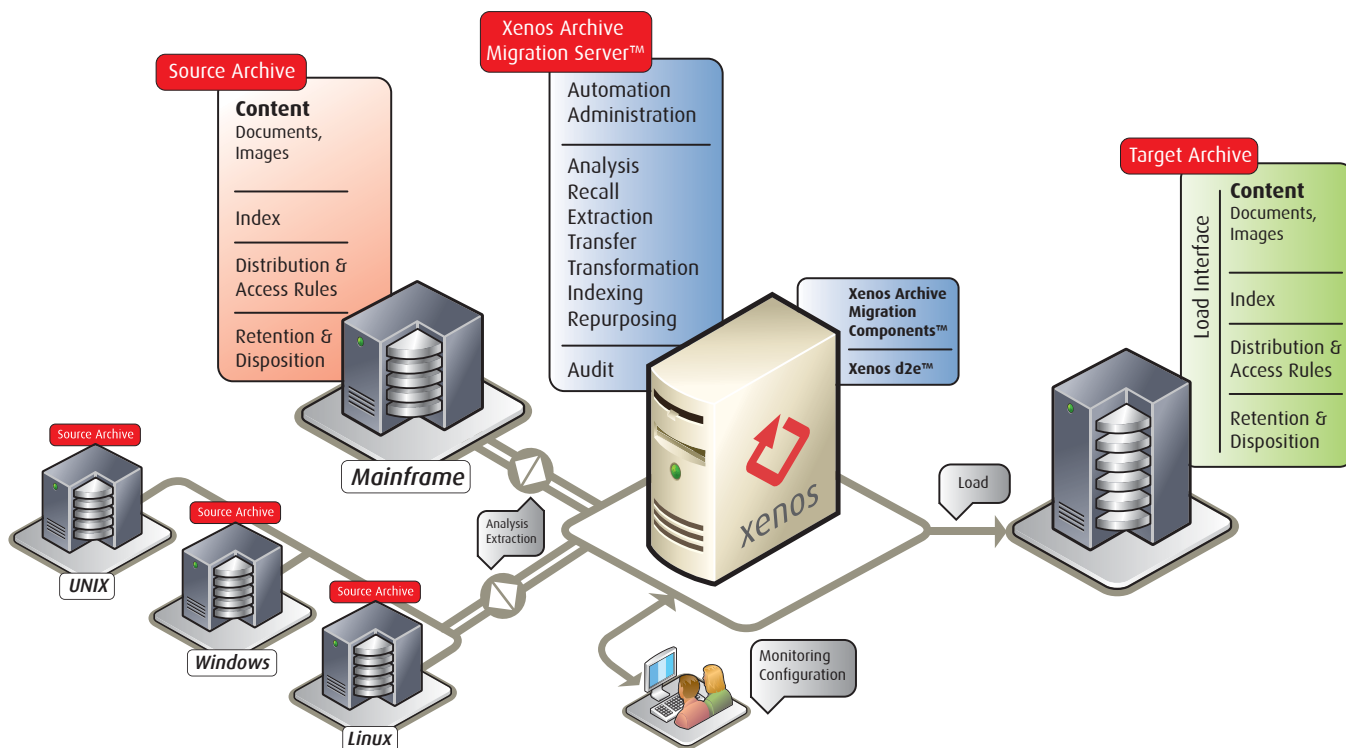 Source Archive
Content
Documents,
Images
Index
Distribution &
Access Rules
Retention &
Disposition
Mainframe
Xenos Archive
Migration Server™
Automation
Administration
Analysis
Recall
Extraction
Transfer
Transformation
Indexing
Repurposing
Audit
Xenos Archive
Migration
Components™
Xenos d2e™
xenos
Target Archive
Load Interface
Content
Documents,
Images
Index
Distribution &
Access Rules
Retention &
Disposition
Source Archive
UNIX
Source Archive
Windows
Source Archive
Linux
Analysis
Extraction
Load
Monitoring
Configuration